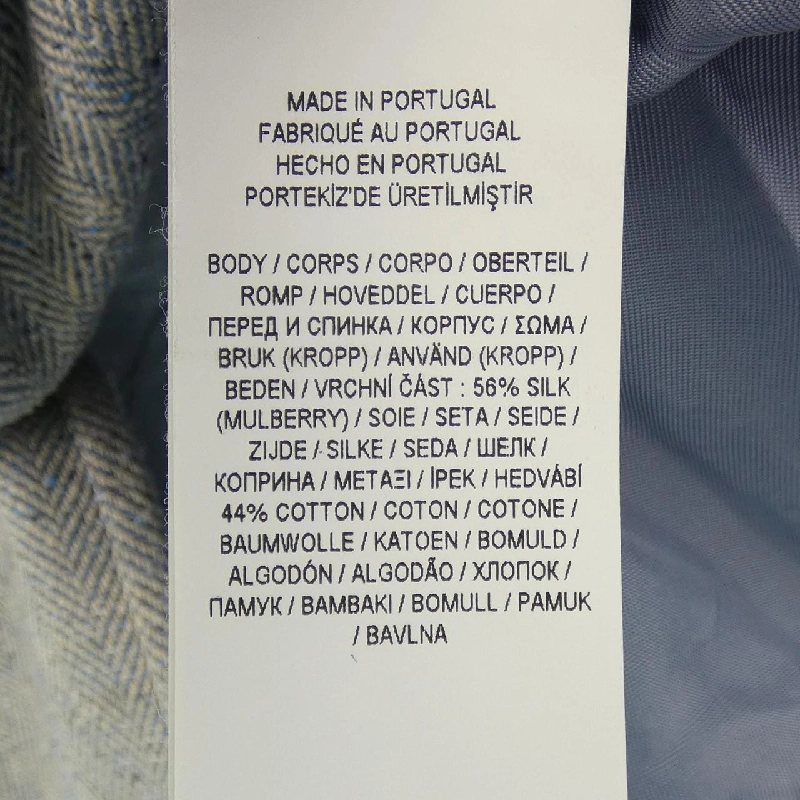 MADE IN PORTUGAL
FABRIQUÉ AU PORTUGAL
HECHO EN PORTUGAL
PORTEKİZ'DE ÜRETİLMİŞTİR
BODY / CORPS / CORPO / OBERTEIL /
ROMP / HOVEDDEL / CUERPO /
ПЕРЕД И СПИНКА / КОРПУС / ΣΩΜΑ /
BRUK (KROPP) / ANVÄND (KROPP) /
BEDEN / VRCHNÍ ČÁST : 56% SILK
(MULBERRY) / SOIE / SETA / SEIDE /
ZIJDE / SILKE / SEDA / ШЕЛК /
КОПРИНА / ΜΕΤΑΞΙ / İPEK / HEDVÁBÍ
44% COTTON / COTON / COTONE /
BAUMWOLLE / KATOEN / BOMULD /
ALGODÓN / ALGODÃO / ХЛОПОК /
ПАМУК / ΒΑΜΒΑΚΙ / BOMULL / PAMUK
/ BAVLNA